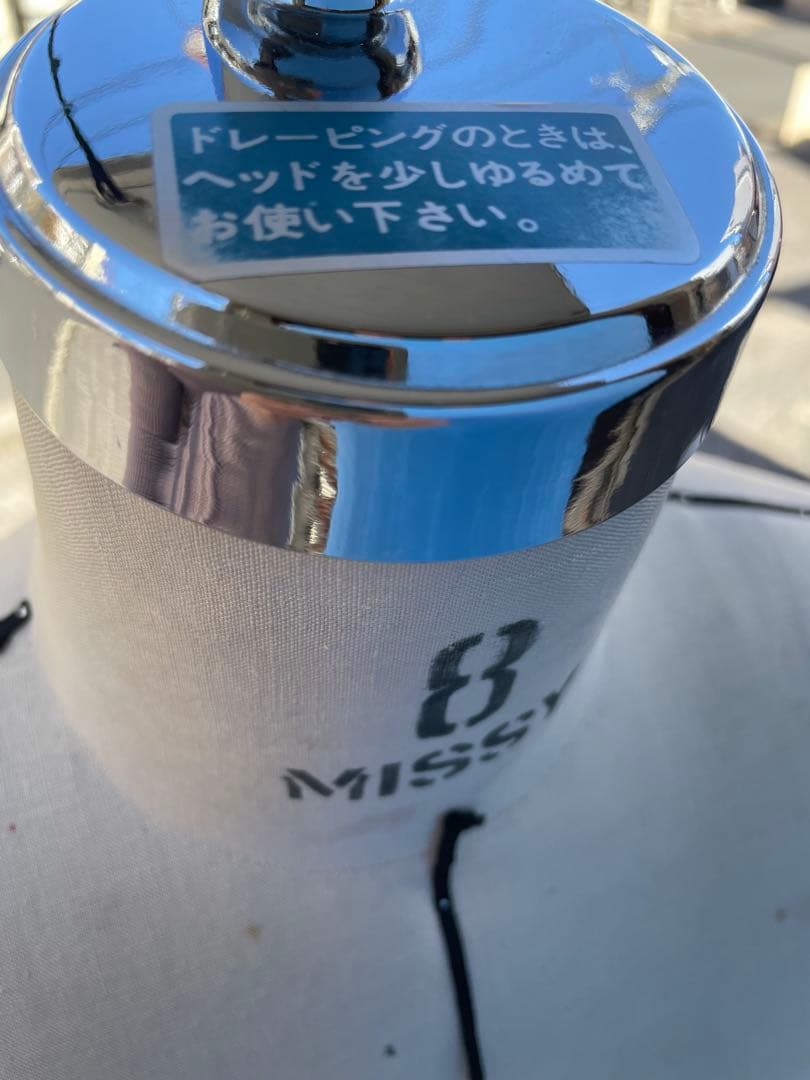 ドレーピングのときは、
ヘッドを少しゆるめて
お使い下さい。
8
MISSY